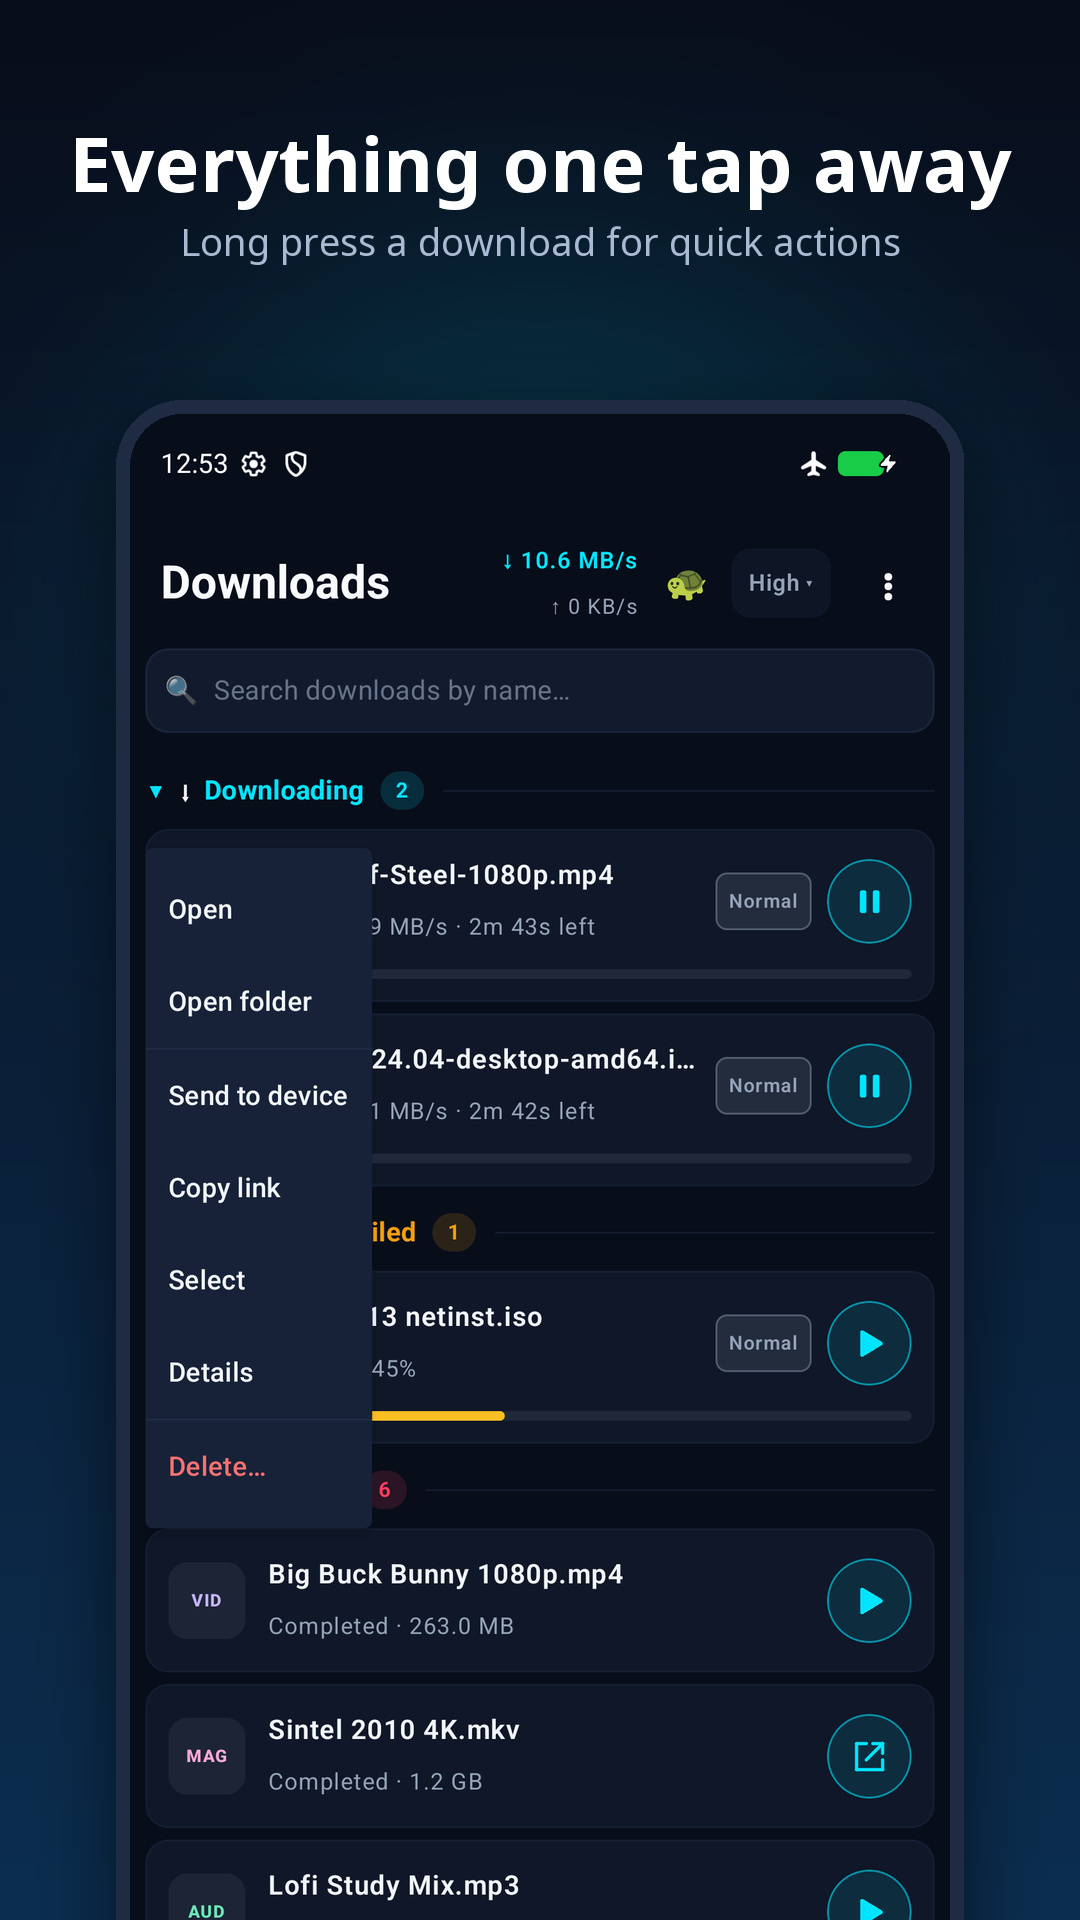 Everything one tap away
Long press a download for quick actions
12:53
Downloads
↓ 10.6 MB/s
↑ 0 KB/s
High ▾
Search downloads by name…
▼ ↓ Downloading 2
f-Steel-1080p.mp4
9 MB/s · 2m 43s left
Normal
24.04-desktop-amd64.i…
1 MB/s · 2m 42s left
Normal
iled 1
13 netinst.iso
45%
Normal
6
Open
Open folder
Send to device
Copy link
Select
Details
Delete…
VID
Big Buck Bunny 1080p.mp4
Completed · 263.0 MB
MAG
Sintel 2010 4K.mkv
Completed · 1.2 GB
AUD
Lofi Study Mix.mp3